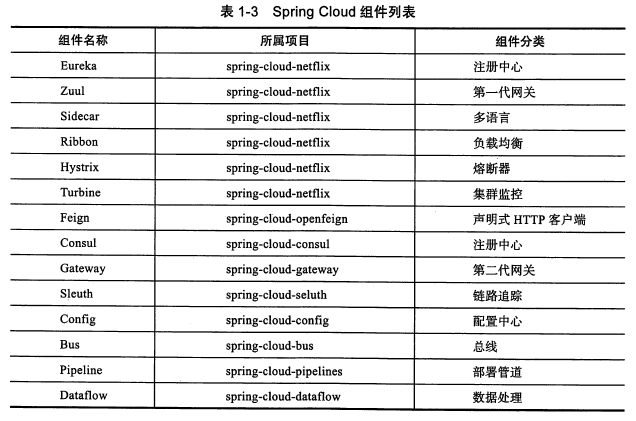 表 1-3 Spring Cloud 组件列表
组件名称 所属项目 组件分类
Eureka spring-cloud-netflix 注册中心
Zuul spring-cloud-netflix 第一代网关
Sidecar spring-cloud-netflix 多语言
Ribbon spring-cloud-netflix 负载均衡
Hystrix spring-cloud-netflix 熔断器
Turbine spring-cloud-netflix 集群监控
Feign spring-cloud-openfeign 声明式 HTTP 客户端
Consul spring-cloud-consul 注册中心
Gateway spring-cloud-gateway 第二代网关
Sleuth spring-cloud-seluth 链路追踪
Config spring-cloud-config 配置中心
Bus spring-cloud-bus 总线
Pipeline spring-cloud-pipelines 部署管道
Dataflow spring-cloud-dataflow 数据处理